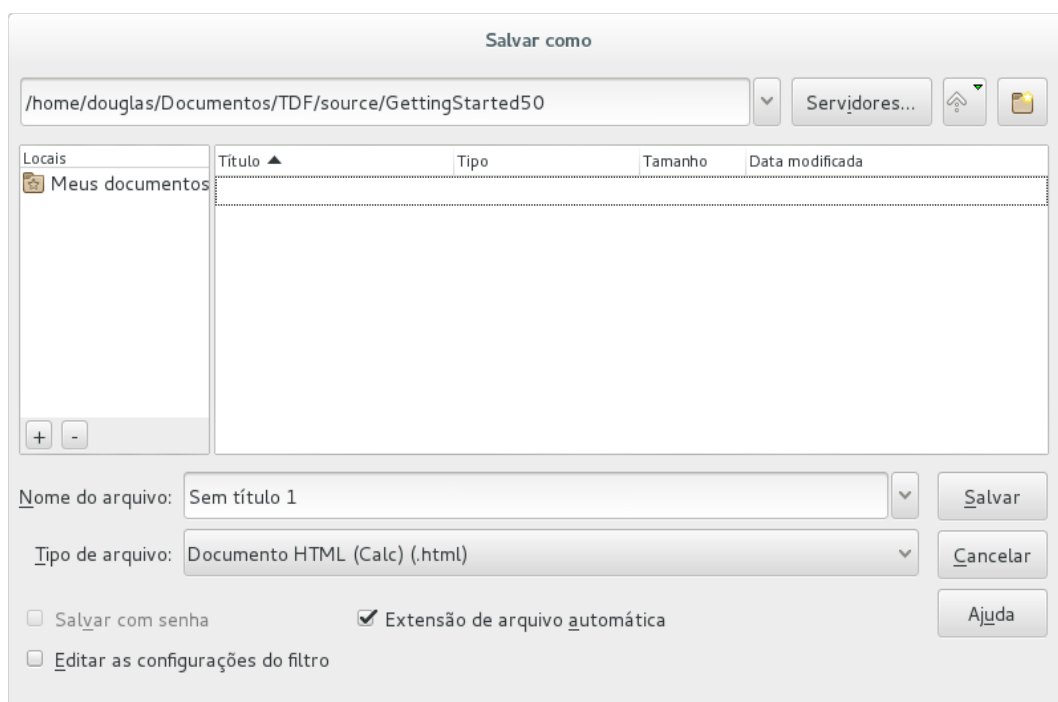 Salvar como
/home/douglas/Documentos/TDF/source/GettingStarted50
Servidores...
Locais
Título Tipo Tamanho Data modificada
Meus documentos
+ -
Nome do arquivo: Sem título 1 Salvar
Tipo de arquivo: Documento HTML (Calc) (.html) Cancelar
Salvar com senha Extensão de arquivo automática Ajuda
Editar as configurações do filtro